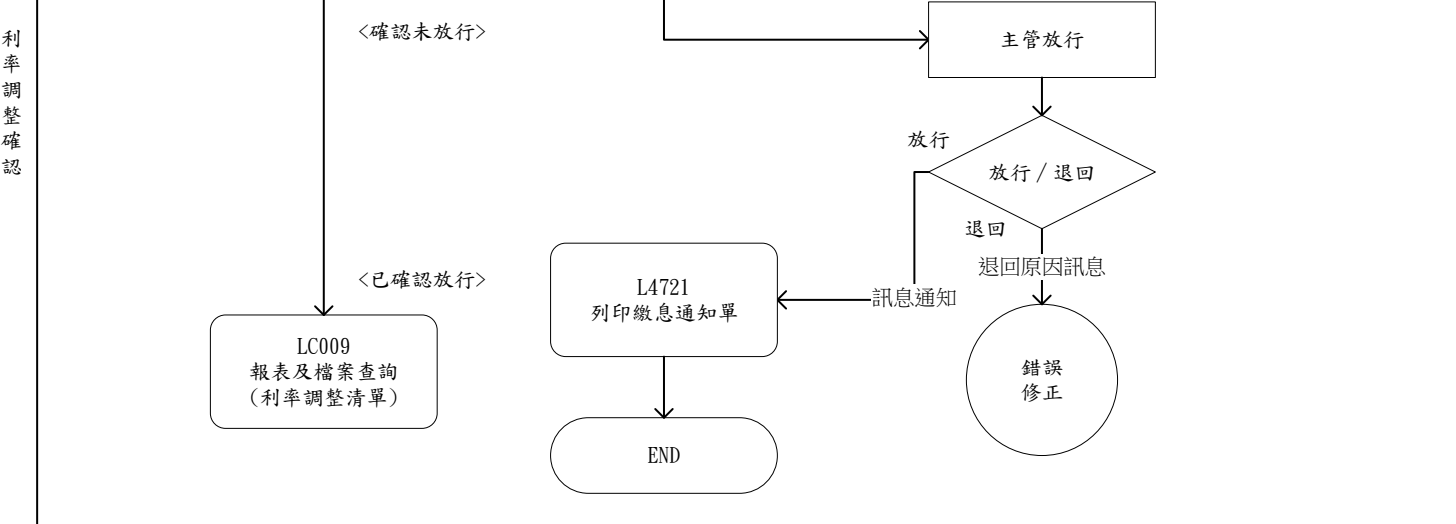 利率調整確認
<確認未放行>
主管放行
放行
放行 / 退回
退回
退回原因訊息
<已確認放行>
L4721
列印繳息通知單
訊息通知
LC009
報表及檔案查詢
(利率調整清單)
錯誤
修正
END